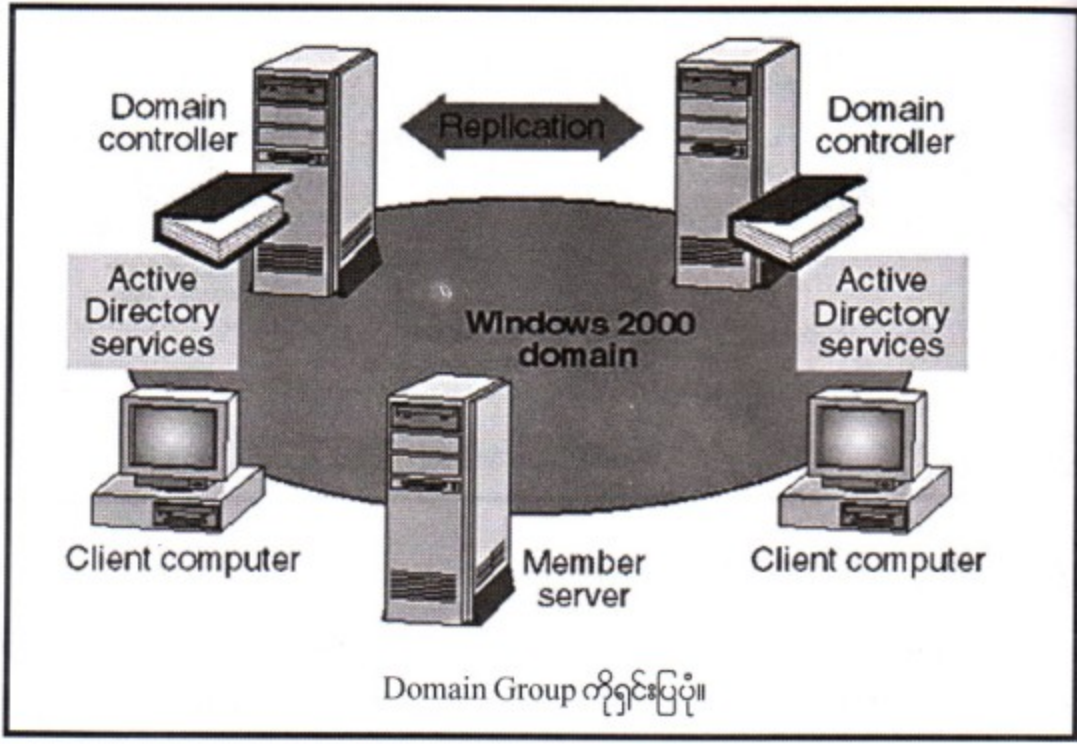 Domain
controller
Replication
Domain
controller
Active
Directory
services
Windows 2000
domain
Active
Directory
services
Client computer
Member
server
Client computer
Domain Group ကိုရှင်းပြပုံ။